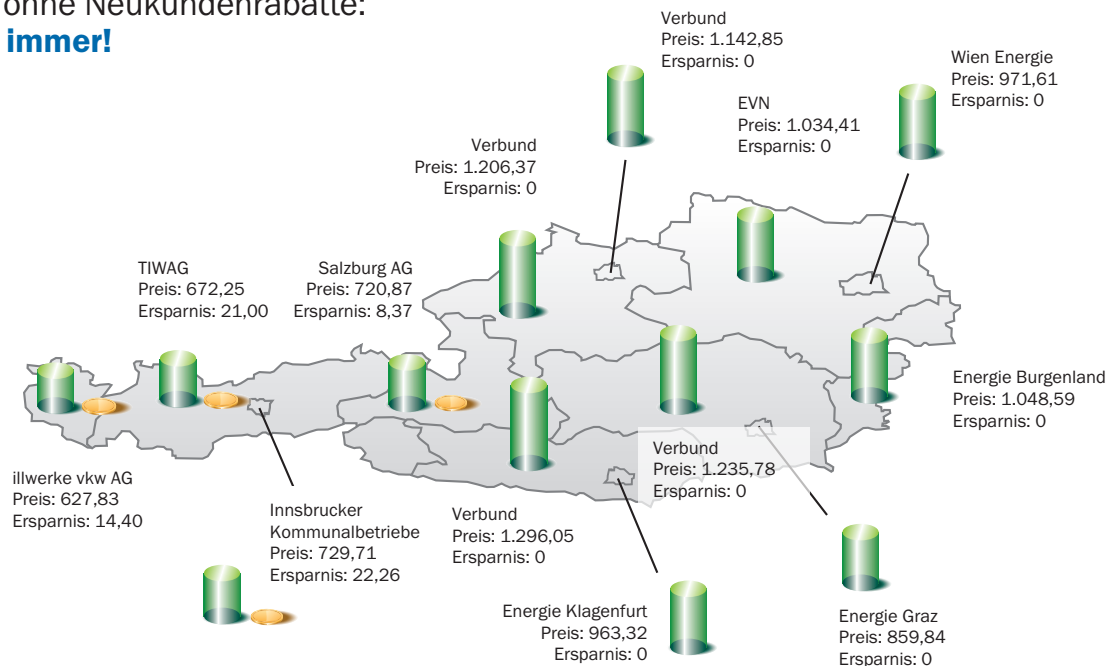 ohne Neukundenrabatte:
immer!
Verbund
Preis: 1.142,85
Ersparnis: 0
Wien Energie
Preis: 971,61
Ersparnis: 0
EVN
Preis: 1.034,41
Ersparnis: 0
Verbund
Preis: 1.206,37
Ersparnis: 0
TIWAG
Preis: 672,25
Ersparnis: 21,00
Salzburg AG
Preis: 720,87
Ersparnis: 8,37
Energie Burgenland
Preis: 1.048,59
Ersparnis: 0
Verbund
Preis: 1.235,78
Ersparnis: 0
illwerke vkw AG
Preis: 627,83
Ersparnis: 14,40
Innsbrucker
Kommunalbetriebe
Preis: 729,71
Ersparnis: 22,26
Verbund
Preis: 1.296,05
Ersparnis: 0
Energie Klagenfurt
Preis: 963,32
Ersparnis: 0
Energie Graz
Preis: 859,84
Ersparnis: 0